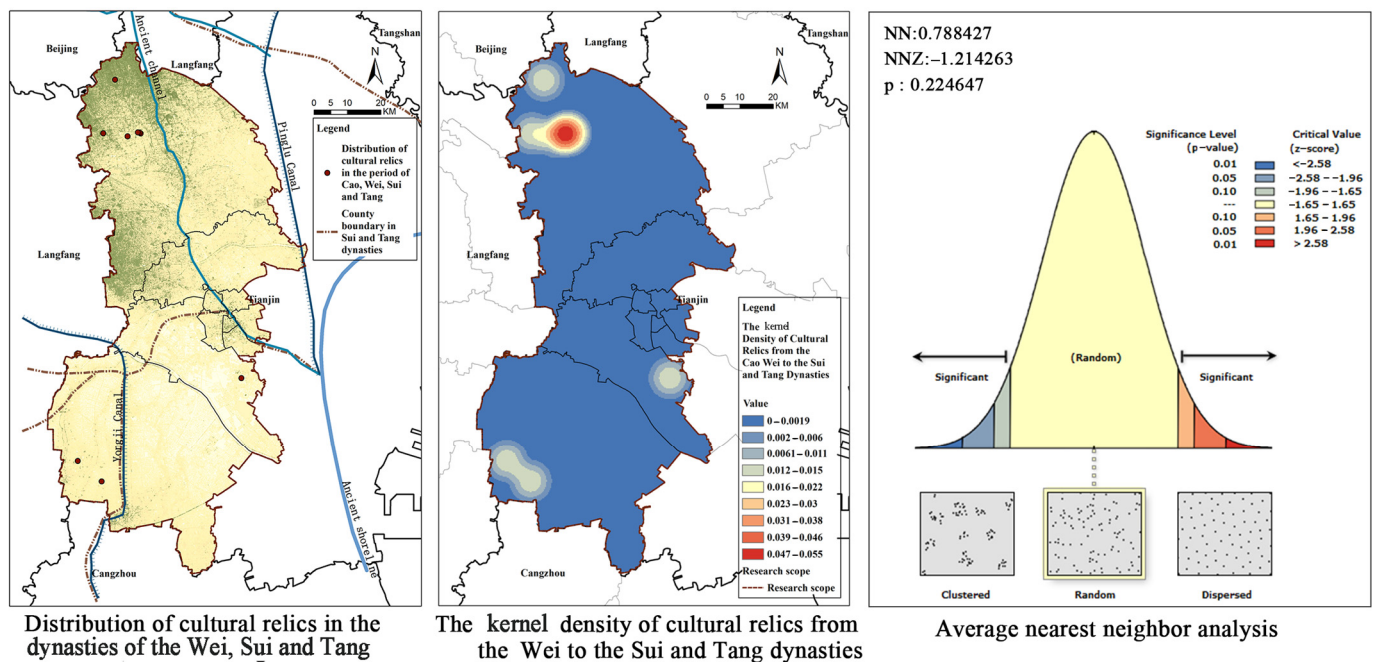 Beijing
Tangshan
Langfang
Ancient channel
N
0 5 10 20
KM
Pinglu Canal
Legend
Distribution of
cultural relics
in the period of
Cao, Wei, Sui
and Tang
County
boundary in
Sui and Tang
dynasties
Langfang
Tianjin
Yongji Canal
Ancient shoreline
Cangzhou
Distribution of cultural relics in the
dynasties of the Wei, Sui and Tang
Tangshan
Beijing
Langfang
N
0 5 10 20
KM
Langfang
Tianjin
Legend
The kernel
Density of Cultural
Relics from the
Cao Wei to the Sui
and Tang Dynasties
Value
0–0.0019
0.002–0.006
0.0061–0.011
0.012–0.015
0.016–0.022
0.023–0.03
0.031–0.038
0.039–0.046
0.047–0.055
Research scope
Research scope
Cangzhou
The kernel density of cultural relics from
the Wei to the Sui and Tang dynasties
NN:0.788427
NNZ:–1.214263
p : 0.224647
Significance Level
(p-value)
Critical Value
(z-score)
0.01 <–2.58
0.05 –2.58 – –1.96
0.10 –1.96 – –1.65
--- –1.65 – 1.65
0.10 1.65 – 1.96
0.05 1.96 – 2.58
0.01 > 2.58
(Random)
Significant
Significant
Clustered
Random
Dispersed
Average nearest neighbor analysis